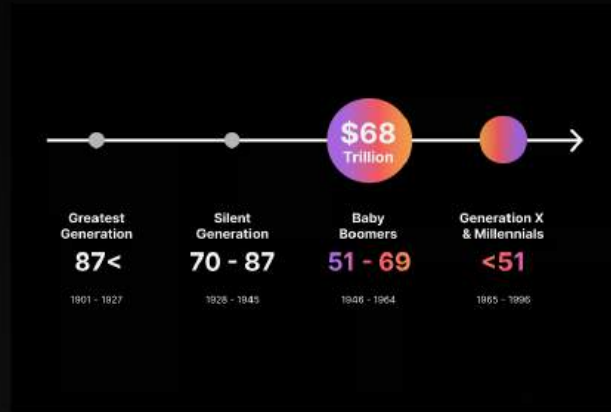 $68
Trillion
Greatest
Generation
87<
1901 - 1927
Silent
Generation
70 - 87
1928 - 1945
Baby
Boomers
51 - 69
1946 - 1964
Generation X
& Millennials
<51
1965 - 1996